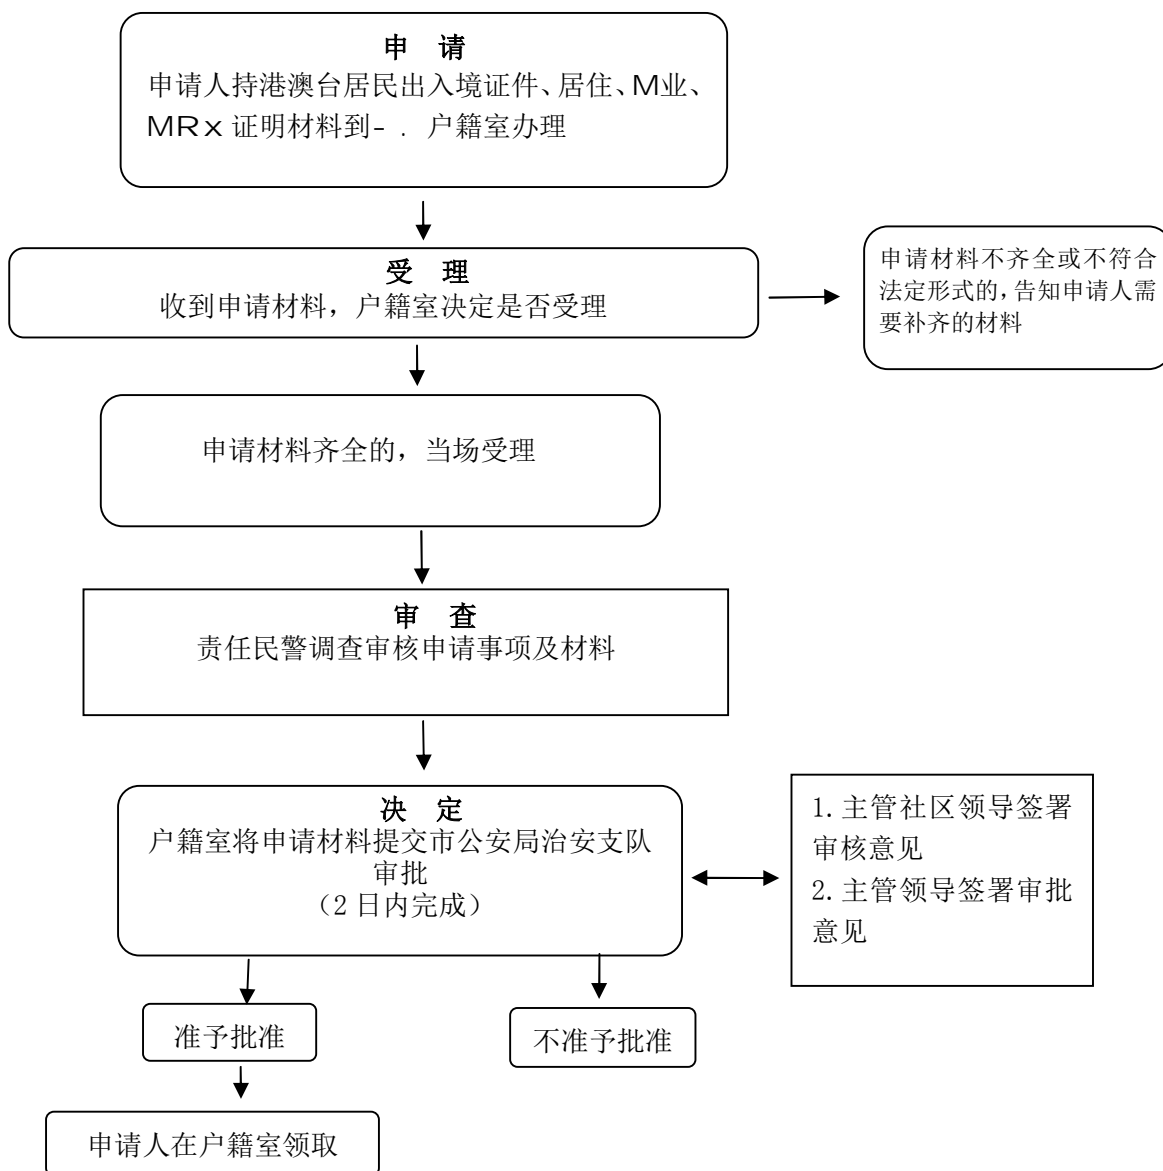 申 请
申请人持港澳台居民出入境证件、居住、M业、
MRx 证明材料到- . 户籍室办理
受 理
收到申请材料，户籍室决定是否受理
申请材料不齐全或不符合
法定形式的，告知申请人需
要补齐的材料
申请材料齐全的，当场受理
审 查
责任民警调查审核申请事项及材料
决 定
户籍室将申请材料提交市公安局治安支队
审批
（2 日内完成）
1. 主管社区领导签署
审核意见
2. 主管领导签署审批
意见
准予批准
不准予批准
申请人在户籍室领取